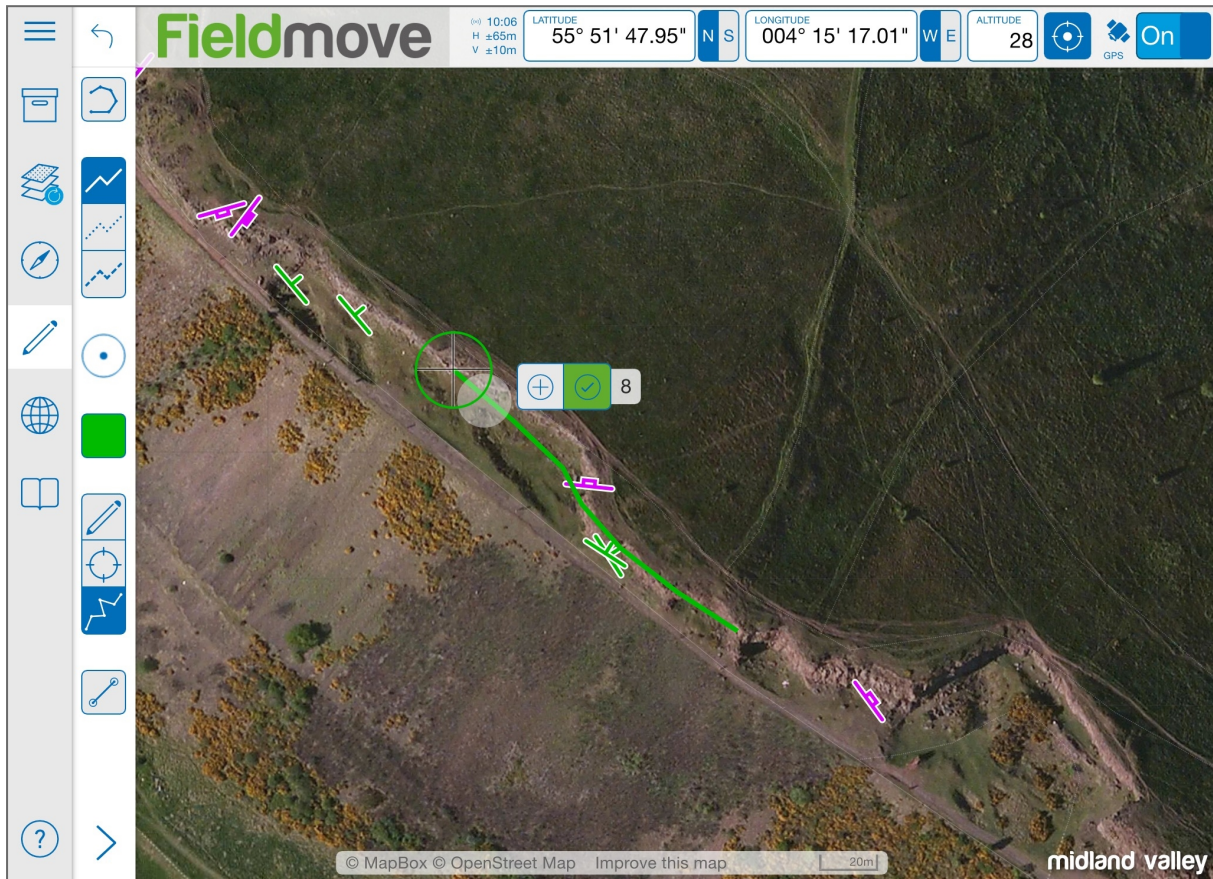 Fieldmove
10:06
H ±65m
V ±10m
LATITUDE
55° 51' 47.95"
N S
LONGITUDE
004° 15' 17.01"
W E
ALTITUDE
28
GPS
On
8
?
© MapBox © OpenStreet Map Improve this map
20m
midland valley